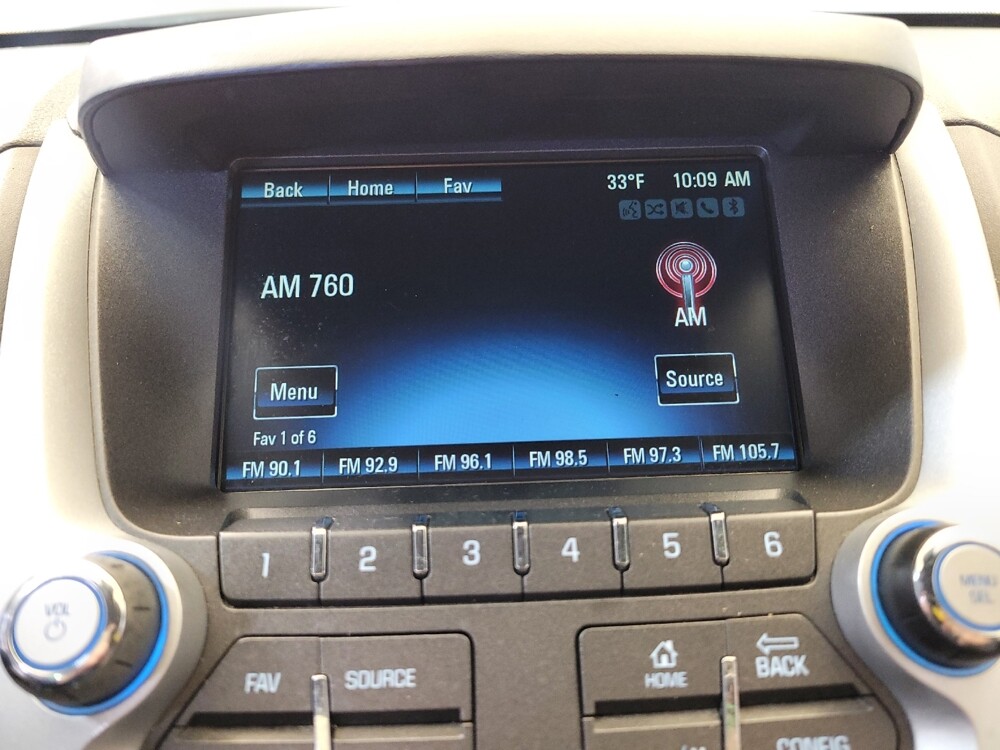 Back Home Fav 33°F 10:09 AM
AM 760
AM
Menu
Source
Fav 1 of 6
FM 90.1 FM 92.9 FM 96.1 FM 98.5 FM 97.3 FM 105.7
1 2 3 4 5 6
VOL
MENU
SEL
FAV SOURCE
HOME
BACK
CONFIG